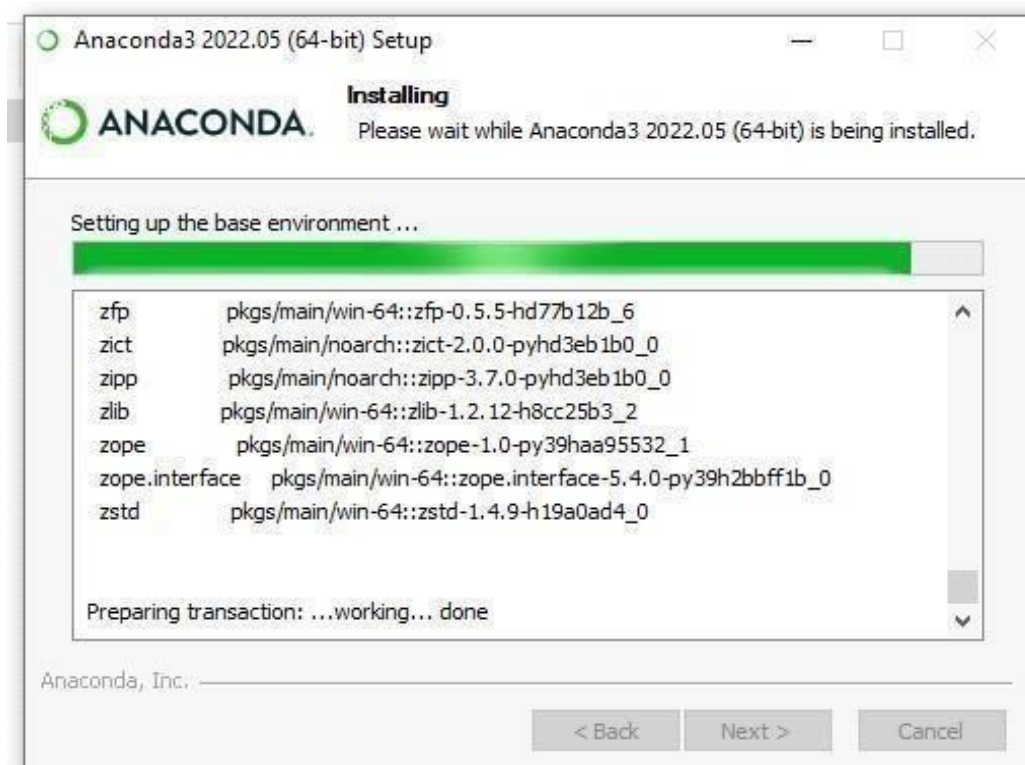 Anaconda3 2022.05 (64-bit) Setup
ANACONDA.
Installing
Please wait while Anaconda3 2022.05 (64-bit) is being installed.
Setting up the base environment ...
zfp pkgs/main/win-64::zfp-0.5.5-hd77b12b_6
zict pkgs/main/noarch::zict-2.0.0-pyhd3eb1b0_0
zipp pkgs/main/noarch::zipp-3.7.0-pyhd3eb1b0_0
zlib pkgs/main/win-64::zlib-1.2.12-h8cc25b3_2
zope pkgs/main/win-64::zope-1.0-py39haa95532_1
zope.interface pkgs/main/win-64::zope.interface-5.4.0-py39h2bbff1b_0
zstd pkgs/main/win-64::zstd-1.4.9-h19a0ad4_0
Preparing transaction: ...working... done
Anaconda, Inc.
< Back Next > Cancel